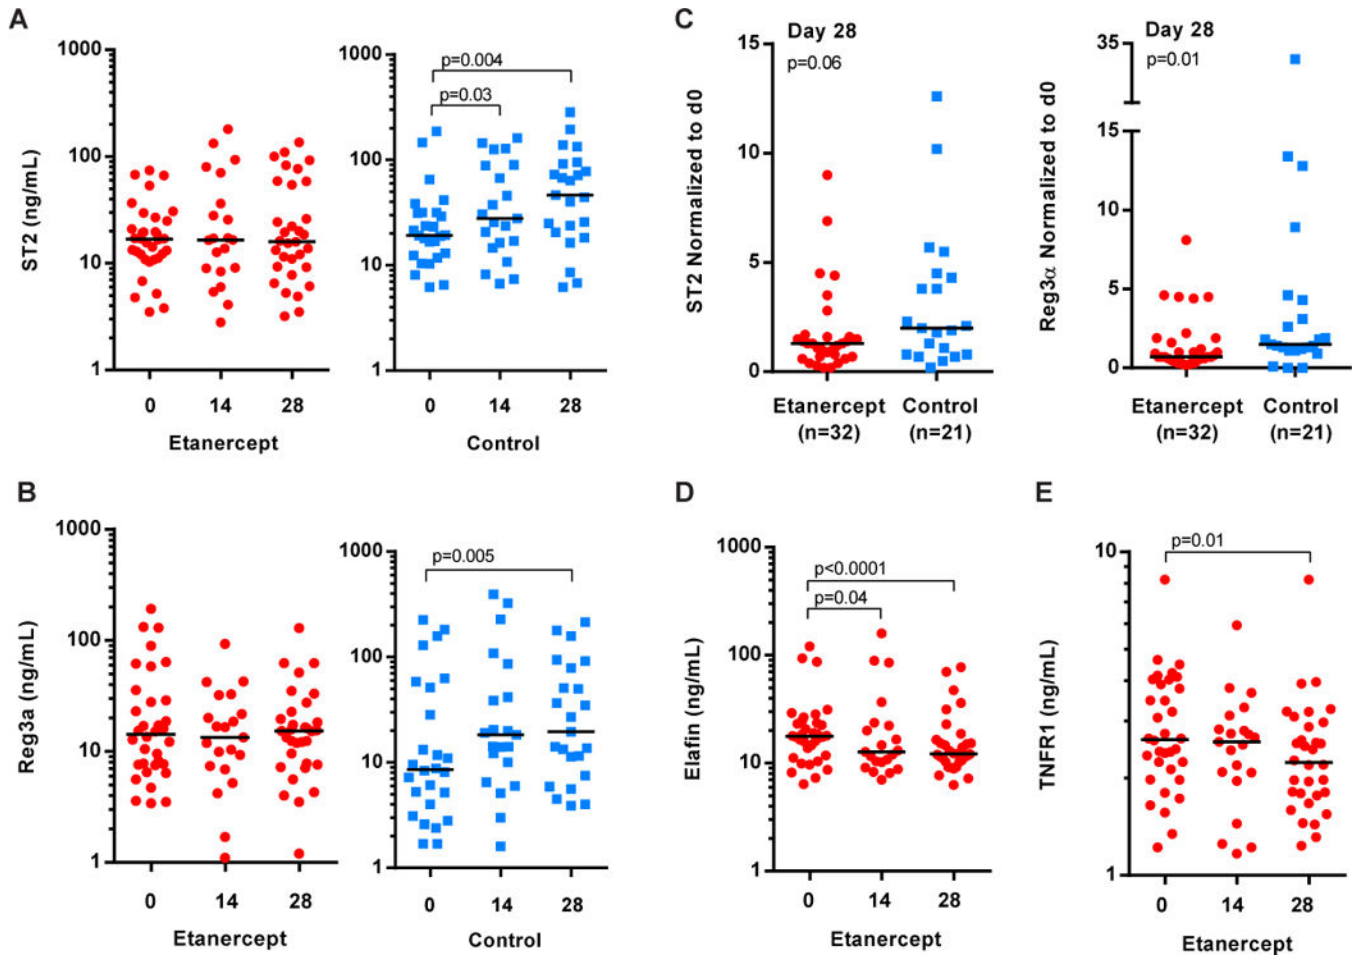 A
ST2 (ng/mL)
1000
100
10
1
0 14 28
Etanercept
1000
100
10
1
p=0.004
p=0.03
0 14 28
Control
C
Day 28
p=0.06
ST2 Normalized to d0
15
10
5
0
Etanercept
(n=32)
Control
(n=21)
Day 28
p=0.01
Reg3α Normalized to d0
35
15
10
5
0
Etanercept
(n=32)
Control
(n=21)
B
Reg3a (ng/mL)
1000
100
10
1
0 14 28
Etanercept
1000
100
10
1
p=0.005
0 14 28
Control
D
Elafin (ng/mL)
1000
100
10
1
p<0.0001
p=0.04
0 14 28
Etanercept
E
TNFR1 (ng/mL)
10
1
p=0.01
0 14 28
Etanercept